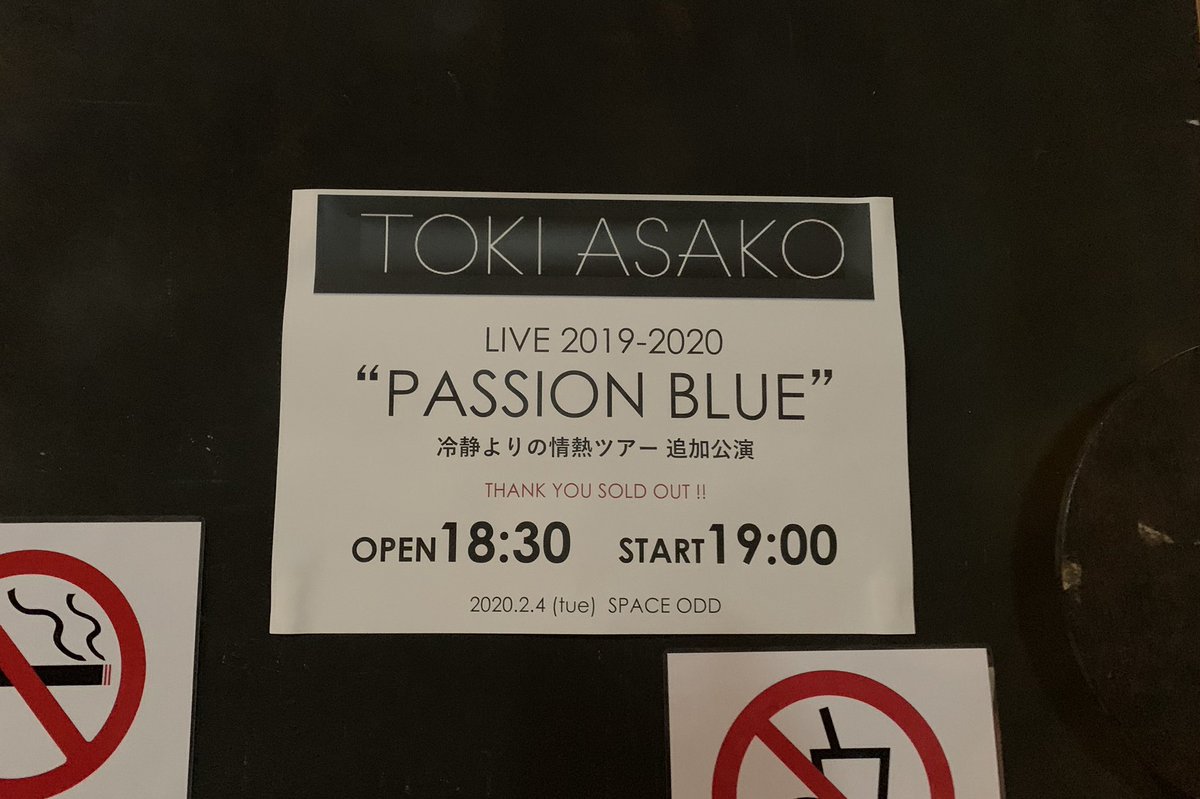 TOKI ASAKO
LIVE 2019-2020
“PASSION BLUE”
冷静よりの情熱ツアー 追加公演
THANK YOU SOLD OUT !!
OPEN18:30 START19:00
2020.2.4 (tue) SPACE ODD